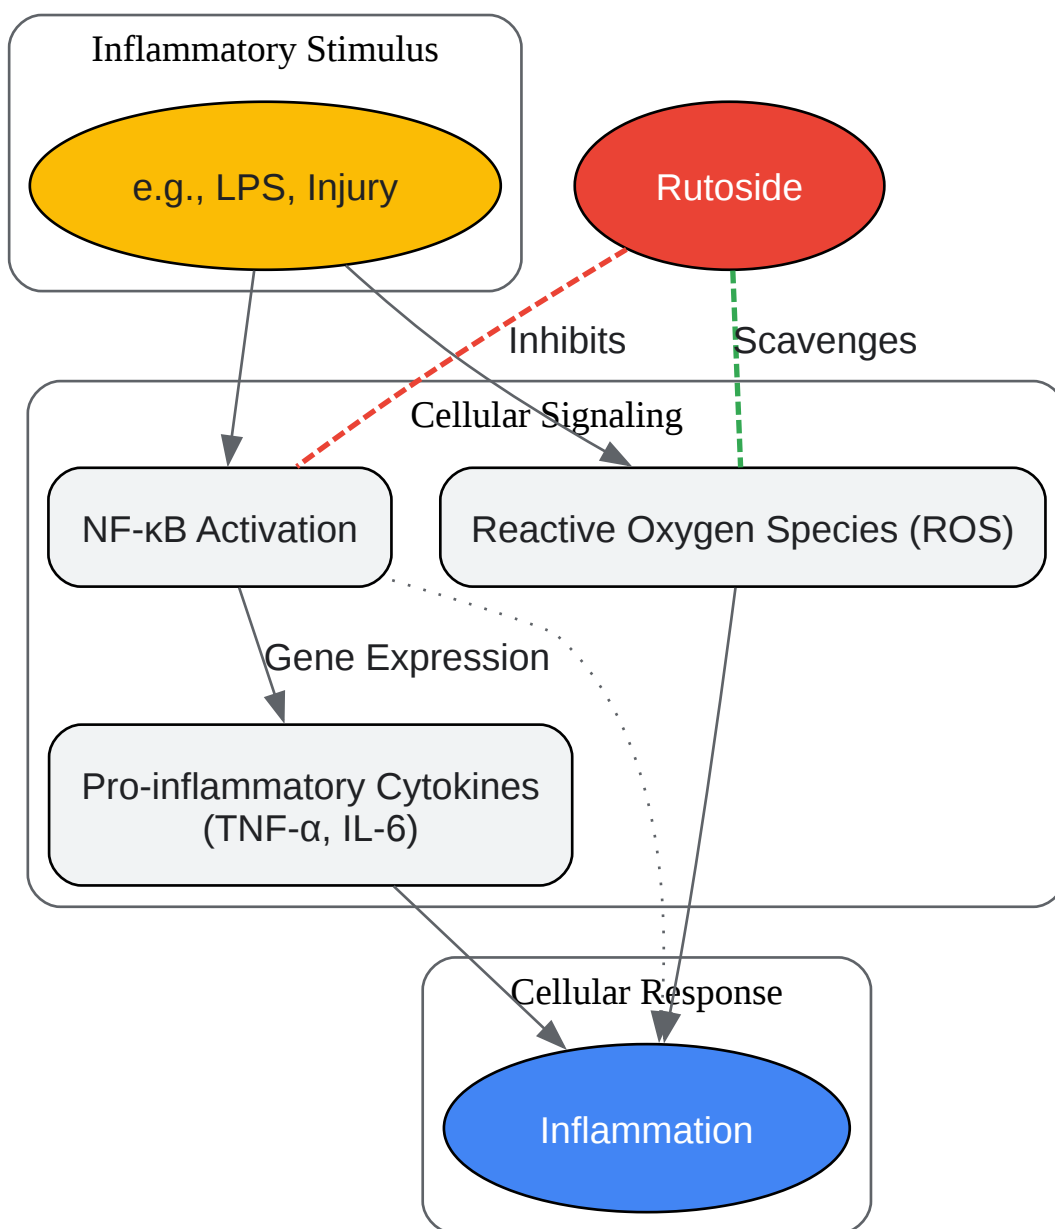 Inflammatory Stimulus
e.g., LPS, Injury
Rutoside
Inhibits
Scavenges
Cellular Signaling
NF-κB Activation
Reactive Oxygen Species (ROS)
Gene Expression
Pro-inflammatory Cytokines
(TNF-α, IL-6)
Cellular Response
Inflammation